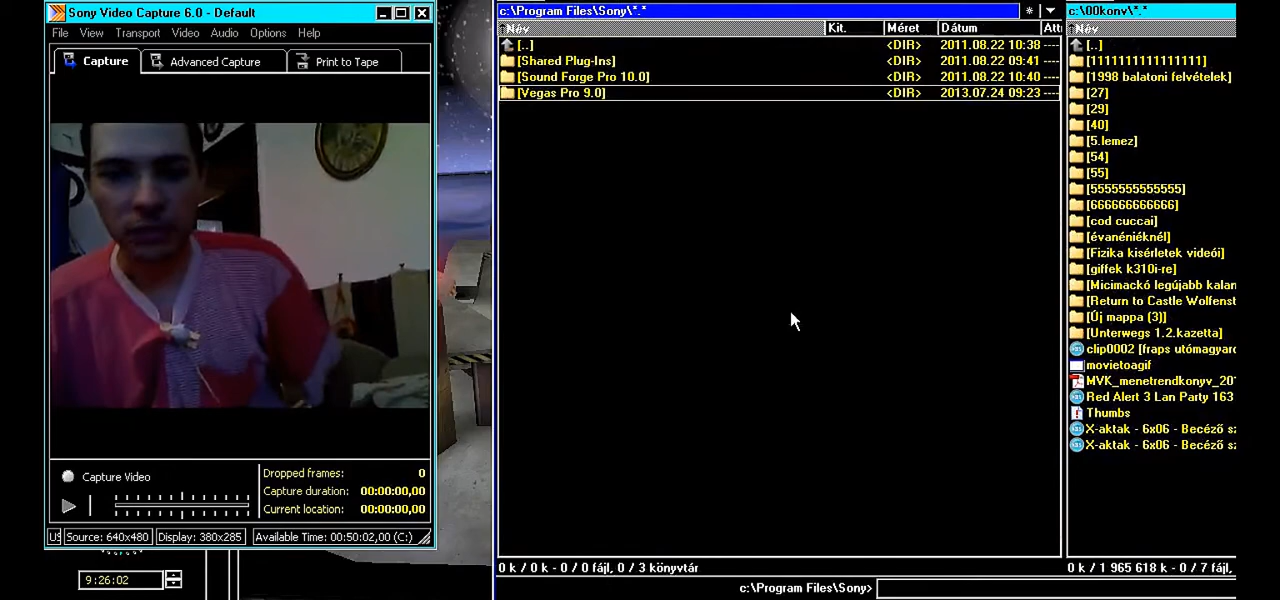 Sony Video Capture 6.0 - Default
File View Transport Video Audio Options Help
Capture Advanced Capture Print to Tape
Capture Video
Dropped frames: 0
Capture duration: 00:00:00,00
Current location: 00:00:00,00
Source: 640x480 Display: 380x285 Available Time: 00:50:02,00 (C:)
9:26:02
c:\Program Files\Sony\*.* *
↑Név Kit. Méret Dátum Attr
[..] <DIR> 2011.08.22 10:38 ----
[Shared Plug-Ins] <DIR> 2011.08.22 09:41 ----
[Sound Forge Pro 10.0] <DIR> 2011.08.22 10:40 ----
[Vegas Pro 9.0] <DIR> 2013.07.24 09:23 ----
0 k / 0 k - 0 / 0 fájl, 0 / 3 könyvtár
c:\Program Files\Sony>
c:\00konv\*.*
↑Név
[..]
[1111111111111111]
[1998 balatoni felvételek]
[27]
[29]
[40]
[5.lemez]
[54]
[55]
[5555555555555]
[666666666666]
[cod cuccai]
[évanéniéknél]
[Fizika kisérletek videói]
[giffek k310i-re]
[Micimackó legújabb kalan
[Return to Castle Wolfenst
[Új mappa (3)]
[Unterwegs 1.2.kazetta]
clip0002 [fraps utómagyaro
movietoagif
MVK_menetrendkonyv_20
Red Alert 3 Lan Party 163
Thumbs
X-aktak - 6x06 - Becéző sz
X-aktak - 6x06 - Becéző sz
0 k / 1 965 618 k - 0 / 7 fájl,